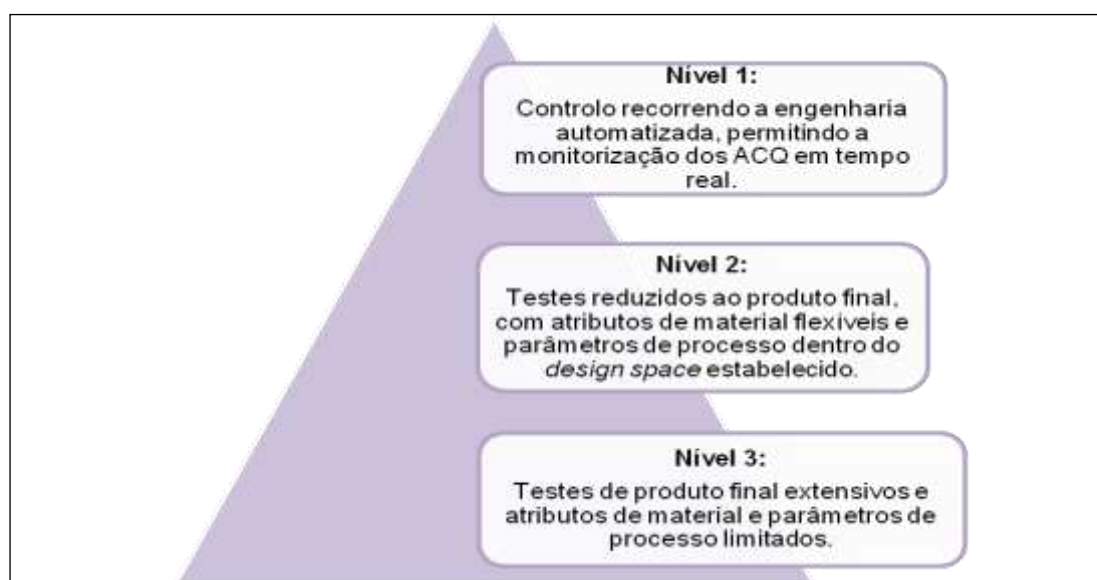 Nível 1:
Controlo recorrendo a engenharia
automatizada, permitindo a
monitorização dos ACQ em tempo
real.
Nível 2:
Testes reduzidos ao produto final,
com atributos de material flexíveis e
parâmetros de processo dentro do
design space estabelecido.
Nível 3:
Testes de produto final extensivos e
atributos de material e parâmetros de
processo limitados.